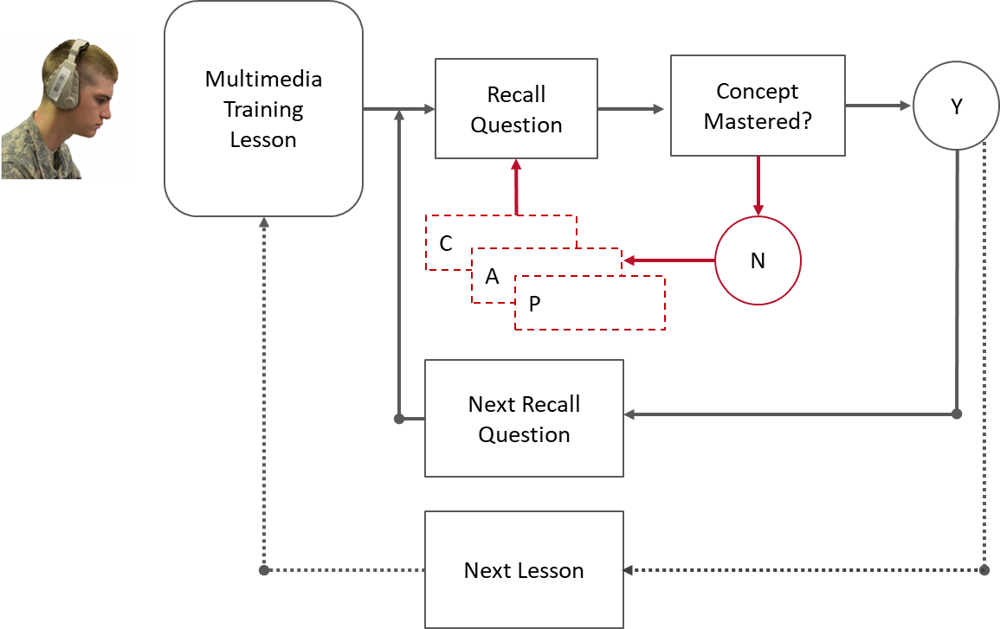 Multimedia
Training
Lesson
Recall
Question
Concept
Mastered?
Y
C
A
P
N
Next Recall
Question
Next Lesson